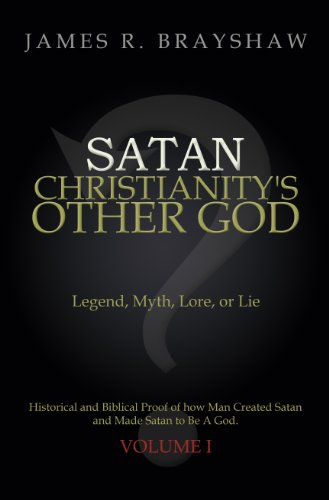 JAMES R. BRAYSHAW
SATAN
CHRISTIANITY'S
OTHER GOD
?
Legend, Myth, Lore, or Lie
Historical and Biblical Proof of how Man Created Satan
and Made Satan to Be A God.
VOLUME I